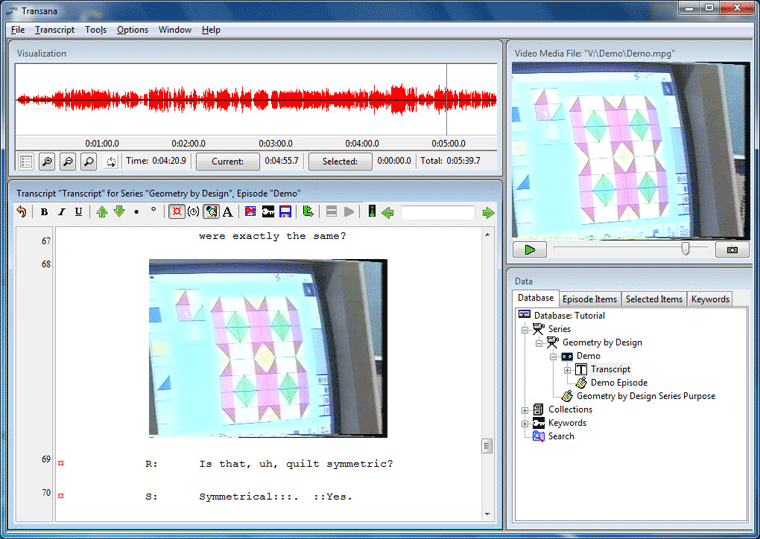 Transana
File Transcript Tools Options Window Help
Visualization
0:01:00.0 0:02:00.0 0:03:00.0 0:04:00.0 0:05:00.0
Time: 0:04:20.9 Current: 0:04:55.7 Selected: 0:00:00.0 Total: 0:05:39.7
Video Media File: "V:\Demo\Demo.mpg"
Transcript "Transcript" for Series "Geometry by Design", Episode "Demo"
B I U A
67 were exactly the same?
68
69 ¤ R: Is that, uh, quilt symmetric?
70 ¤ S: Symmetrical:::. ::Yes.
Data
Database Episode Items Selected Items Keywords
Database: Tutorial
Series
Geometry by Design
Demo
T Transcript
Demo Episode
Geometry by Design Series Purpose
Collections
Keywords
Search